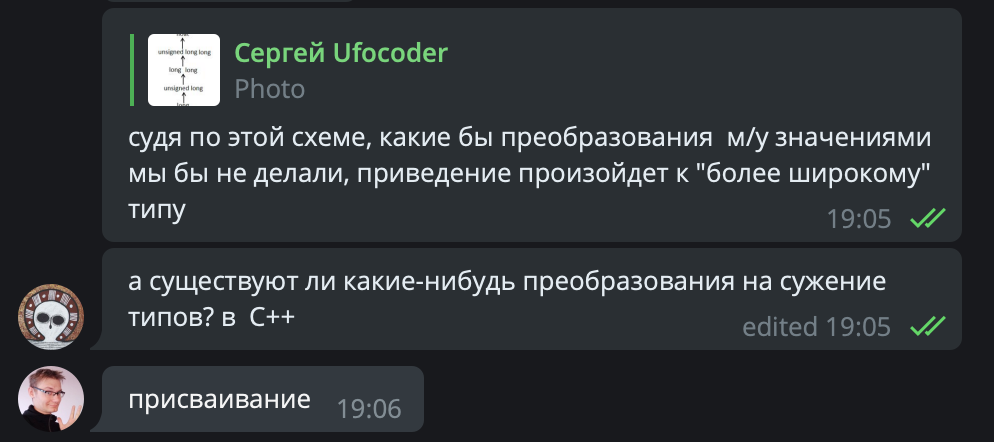 unsigned long long
long long
unsigned long
long
Сергей Ufocoder
Photo
судя по этой схеме, какие бы преобразования м/у значениями
мы бы не делали, приведение произойдет к "более широкому"
типу
19:05
а существуют ли какие-нибудь преобразования на сужение
типов? в C++
edited 19:05
присваивание
19:06